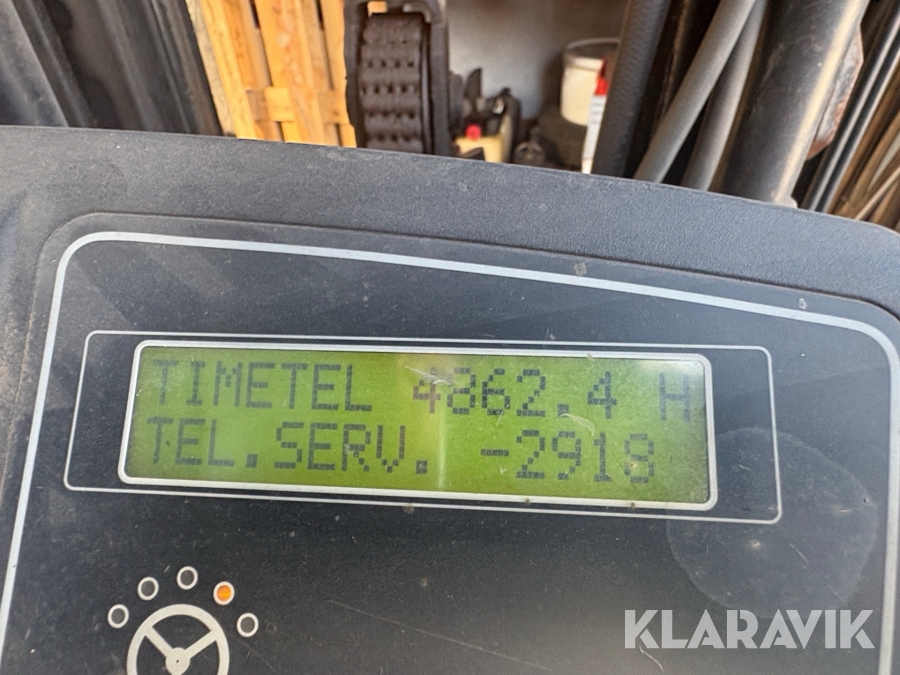 TIMETEL 4862.4 H
TEL.SERV. -2918
KLARAVIK